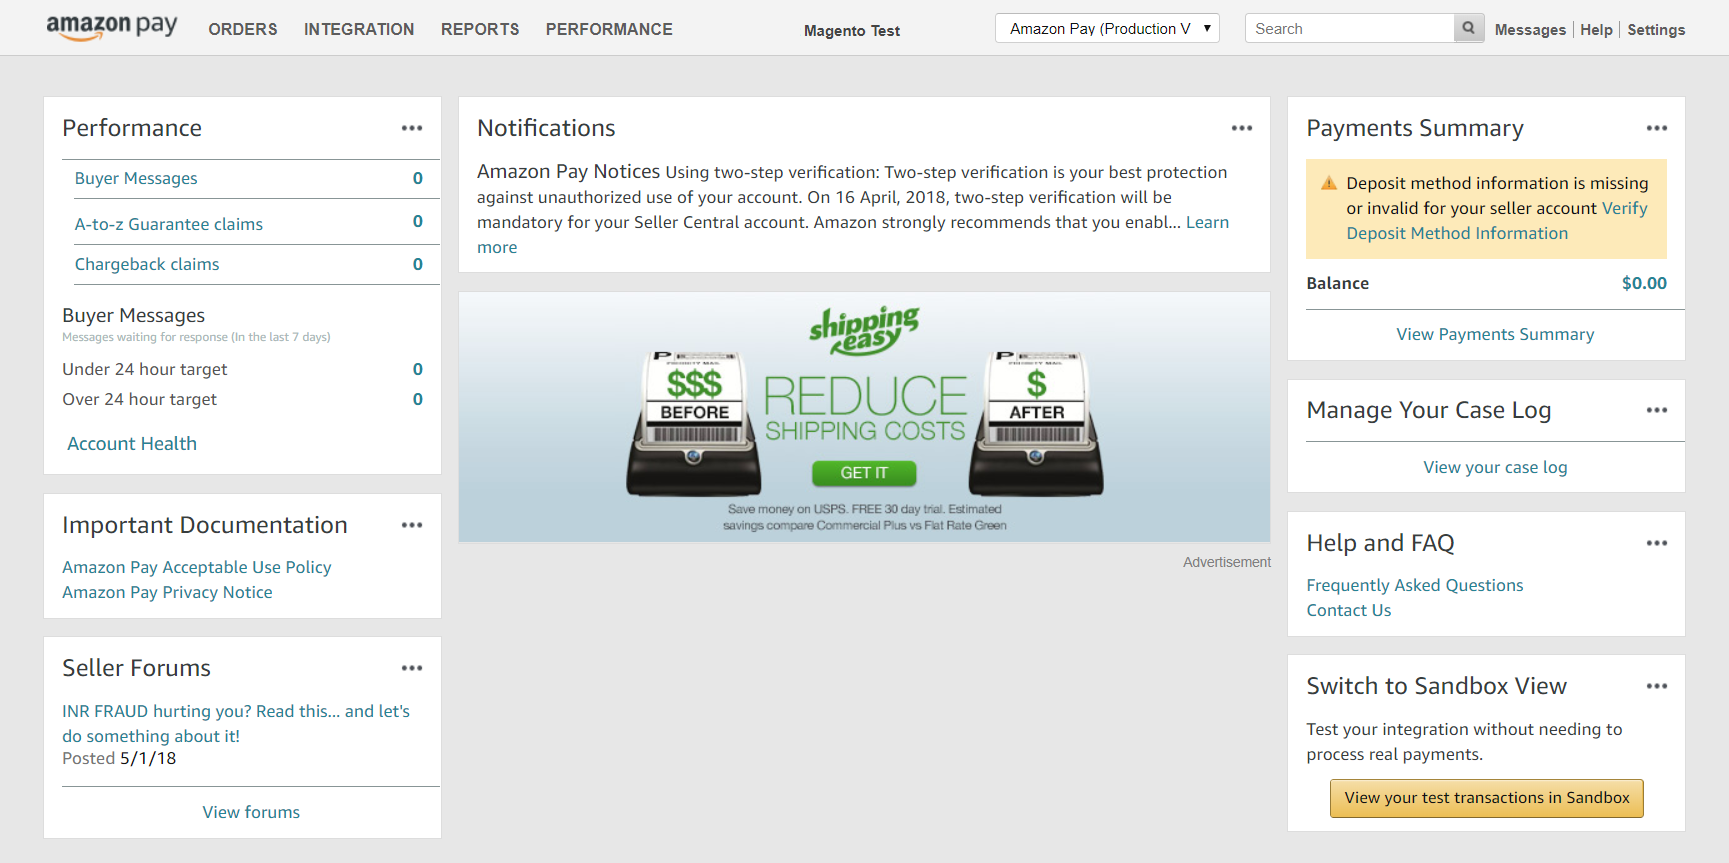 amazon pay
ORDERS INTEGRATION REPORTS PERFORMANCE
Magento Test
Amazon Pay (Production V
Search
Messages Help Settings
Performance
Buyer Messages 0
A-to-z Guarantee claims 0
Chargeback claims 0
Buyer Messages
Messages waiting for response (In the last 7 days)
Under 24 hour target 0
Over 24 hour target 0
Account Health
Important Documentation
Amazon Pay Acceptable Use Policy
Amazon Pay Privacy Notice
Seller Forums
INR FRAUD hurting you? Read this... and let's
do something about it!
Posted 5/1/18
View forums
Notifications
Amazon Pay Notices Using two-step verification: Two-step verification is your best protection
against unauthorized use of your account. On 16 April, 2018, two-step verification will be
mandatory for your Seller Central account. Amazon strongly recommends that you enabl... Learn
more
shipping
easy
P
PRIORITY MAIL
$$$
BEFORE
REDUCE
SHIPPING COSTS
GET IT
P
PRIORITY MAIL
$
AFTER
Save money on USPS. FREE 30 day trial. Estimated
savings compare Commercial Plus vs Flat Rate Green
Advertisement
Payments Summary
Deposit method information is missing
or invalid for your seller account Verify
Deposit Method Information
Balance $0.00
View Payments Summary
Manage Your Case Log
View your case log
Help and FAQ
Frequently Asked Questions
Contact Us
Switch to Sandbox View
Test your integration without needing to
process real payments.
View your test transactions in Sandbox